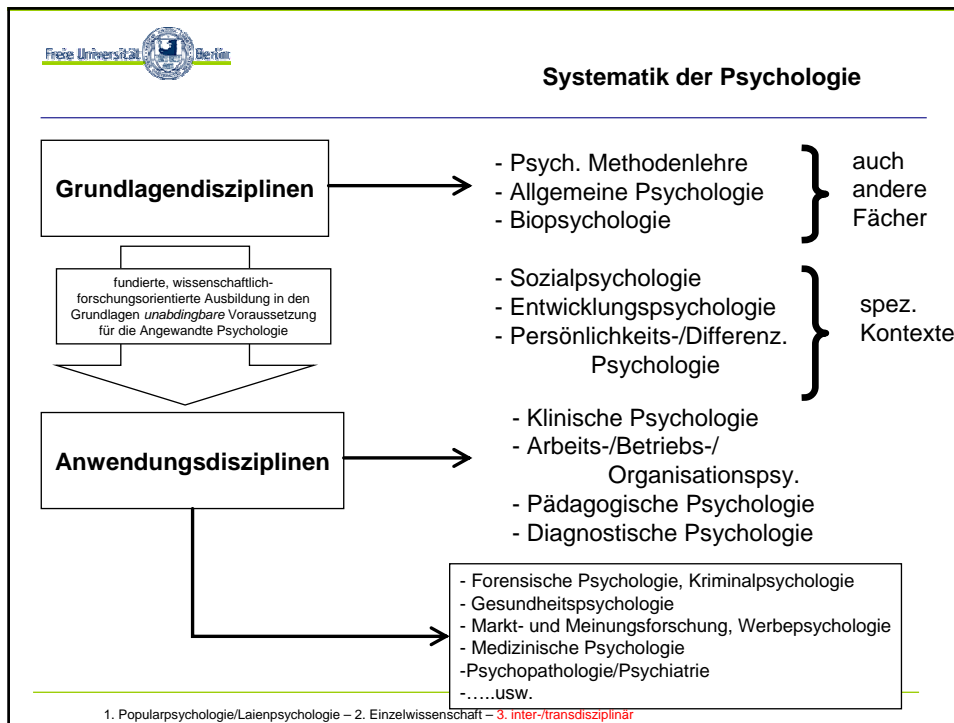 Freie Universität Berlin
Systematik der Psychologie
Grundlagendisziplinen
- Psych. Methodenlehre
- Allgemeine Psychologie
- Biopsychologie
auch
andere
Fächer
fundierte, wissenschaftlich-
forschungsorientierte Ausbildung in den
Grundlagen unabdingbare Voraussetzung
für die Angewandte Psychologie
- Sozialpsychologie
- Entwicklungspsychologie
- Persönlichkeits-/Differenz.
Psychologie
spez.
Kontexte
Anwendungsdisziplinen
- Klinische Psychologie
- Arbeits-/Betriebs-/
Organisationspsy.
- Pädagogische Psychologie
- Diagnostische Psychologie
- Forensische Psychologie, Kriminalpsychologie
- Gesundheitspsychologie
- Markt- und Meinungsforschung, Werbepsychologie
- Medizinische Psychologie
-Psychopathologie/Psychiatrie
-…..usw.
1. Popularpsychologie/Laienpsychologie – 2. Einzelwissenschaft – 3. inter-/transdisziplinär